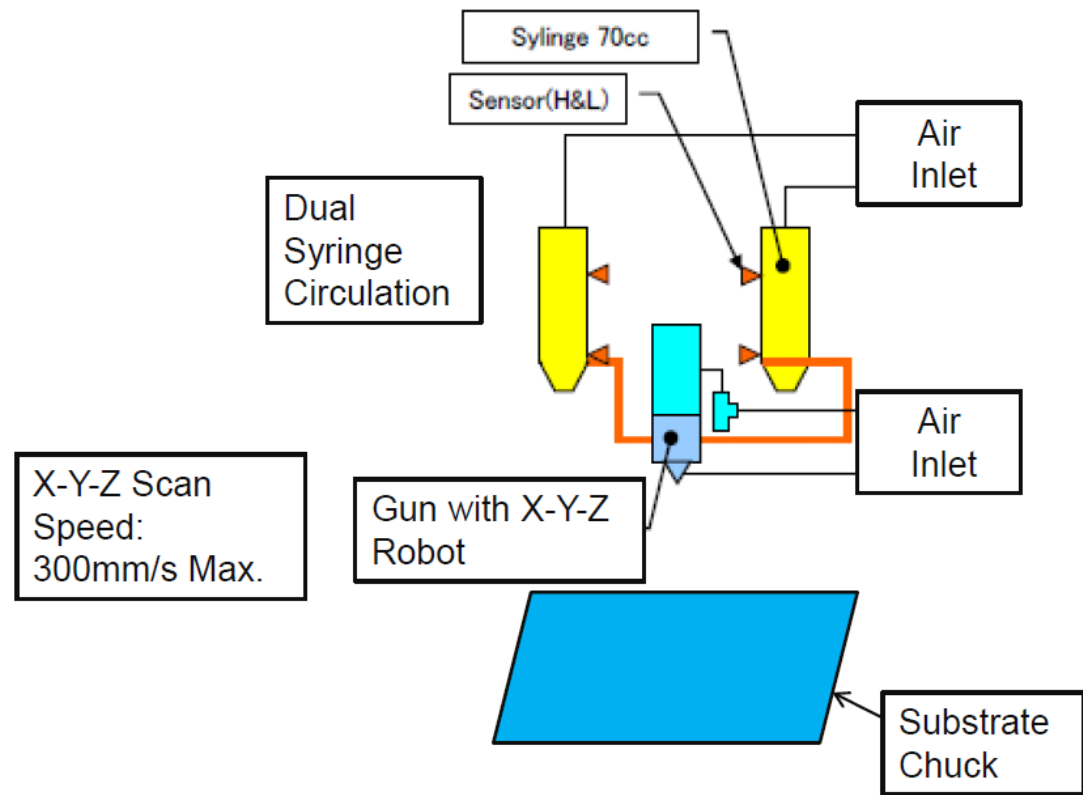 Sylinge 70cc
Sensor(H&L)
Air
Inlet
Dual
Syringe
Circulation
Air
Inlet
X-Y-Z Scan
Speed:
300mm/s Max.
Gun with X-Y-Z
Robot
Substrate
Chuck